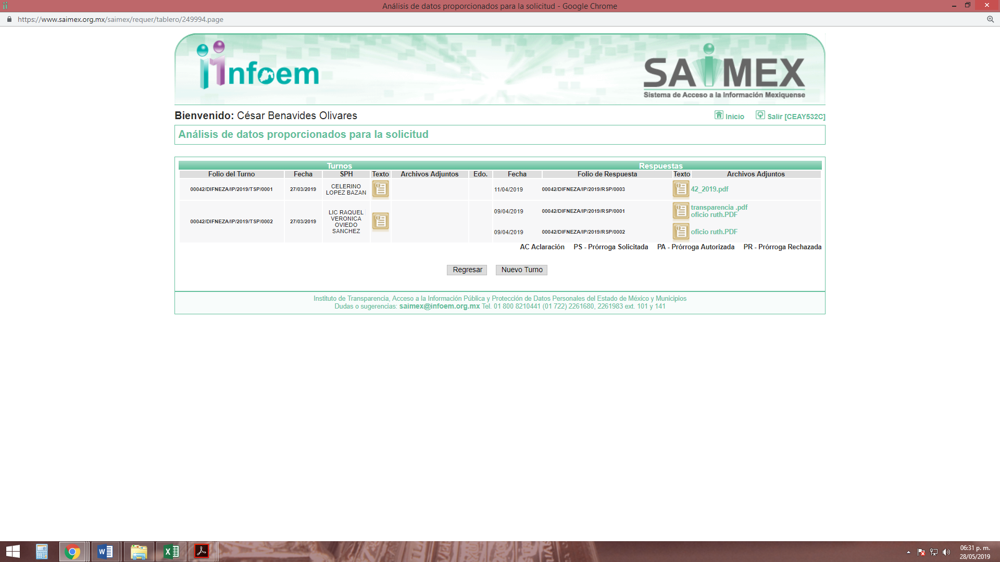 Análisis de datos proporcionados para la solicitud - Google Chrome
https://www.saimex.org.mx/saimex/requer/tablero/249994.page
infoem
SAIMEX
Sistema de Acceso a la Información Mexiquense
Bienvenido: César Benavides Olivares
Inicio Salir [CEAY532C]
Análisis de datos proporcionados para la solicitud
Turnos Respuestas
Folio del Turno Fecha SPH Texto Archivos Adjuntos Edo. Fecha Folio de Respuesta Texto Archivos Adjuntos
00042/DIFNEZA/IP/2019/TSP/0001 27/03/2019 CELERINO LOPEZ BAZAN 11/04/2019 00042/DIFNEZA/IP/2019/RSP/0003 42_2019.pdf
00042/DIFNEZA/IP/2019/TSP/0002 27/03/2019 LIC RAQUEL VERONICA OVIEDO SANCHEZ 09/04/2019 00042/DIFNEZA/IP/2019/RSP/0001 transparencia .pdf
oficio ruth.PDF
09/04/2019 00042/DIFNEZA/IP/2019/RSP/0002 oficio ruth.PDF
AC Aclaración PS - Prórroga Solicitada PA - Prórroga Autorizada PR - Prórroga Rechazada
Regresar Nuevo Turno
Instituto de Transparencia, Acceso a la Información Pública y Protección de Datos Personales del Estado de México y Municipios
Dudas o sugerencias: saimex@infoem.org.mx Tel. 01 800 8210441 (01 722) 2261680, 2261983 ext. 101 y 141
06:31 p. m.
28/05/2019